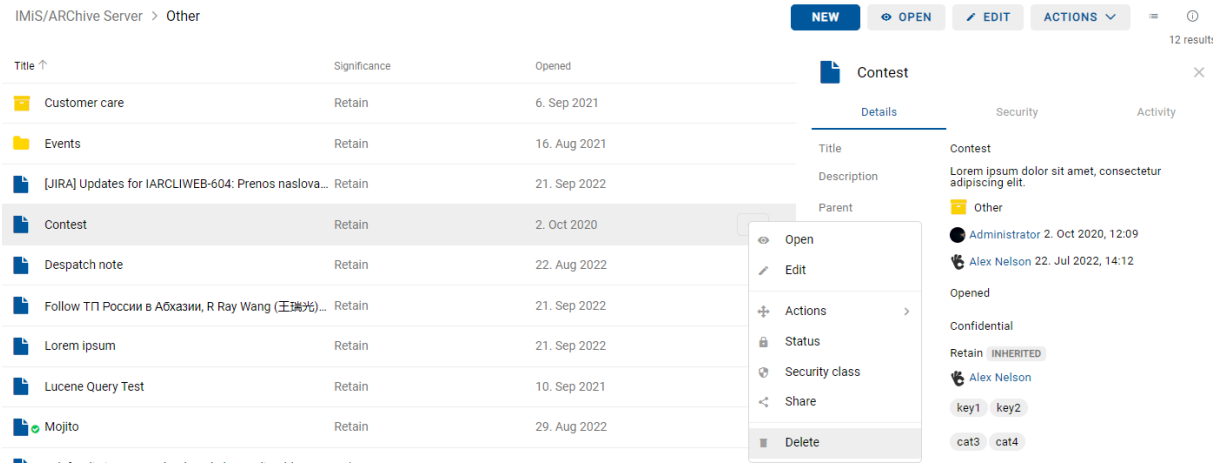 IMiS/ARChive Server > Other
NEW OPEN EDIT ACTIONS
12 results
Title ↑ Significance Opened
Customer care Retain 6. Sep 2021
Events Retain 16. Aug 2021
[JIRA] Updates for IARCLIWEB-604: Prenos naslova... Retain 21. Sep 2022
Contest Retain 2. Oct 2020
Despatch note Retain 22. Aug 2022
Follow ТП России в Абхазии, R Ray Wang (王瑞光)... Retain 21. Sep 2022
Lorem ipsum Retain 21. Sep 2022
Lucene Query Test Retain 10. Sep 2021
Mojito Retain 29. Aug 2022
Open
Edit
Actions
Status
Security class
Share
Delete
Contest
Details Security Activity
Title Contest
Description Lorem ipsum dolor sit amet, consectetur
adipiscing elit.
Parent Other
Administrator 2. Oct 2020, 12:09
Alex Nelson 22. Jul 2022, 14:12
Opened
Confidential
Retain INHERITED
Alex Nelson
key1 key2
cat3 cat4